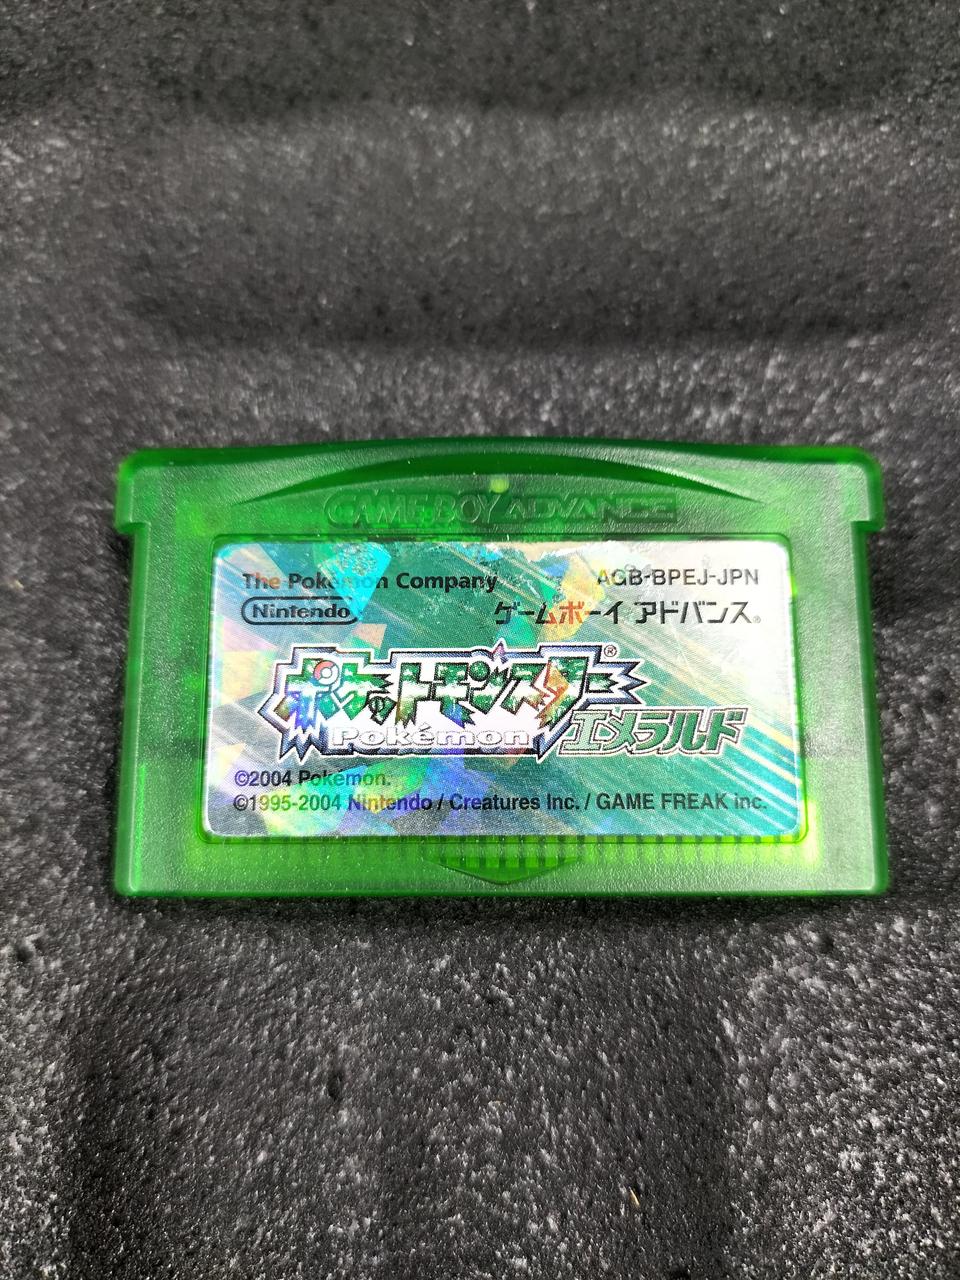 GAME BOY ADVANCE
The Pokémon Company
AGB-BPEJ-JPN
Nintendo
ゲームボーイ アドバンス®
ポケットモンスター®
Pokémon
エメラルド
©2004 Pokémon.
©1995-2004 Nintendo / Creatures Inc. / GAME FREAK inc.